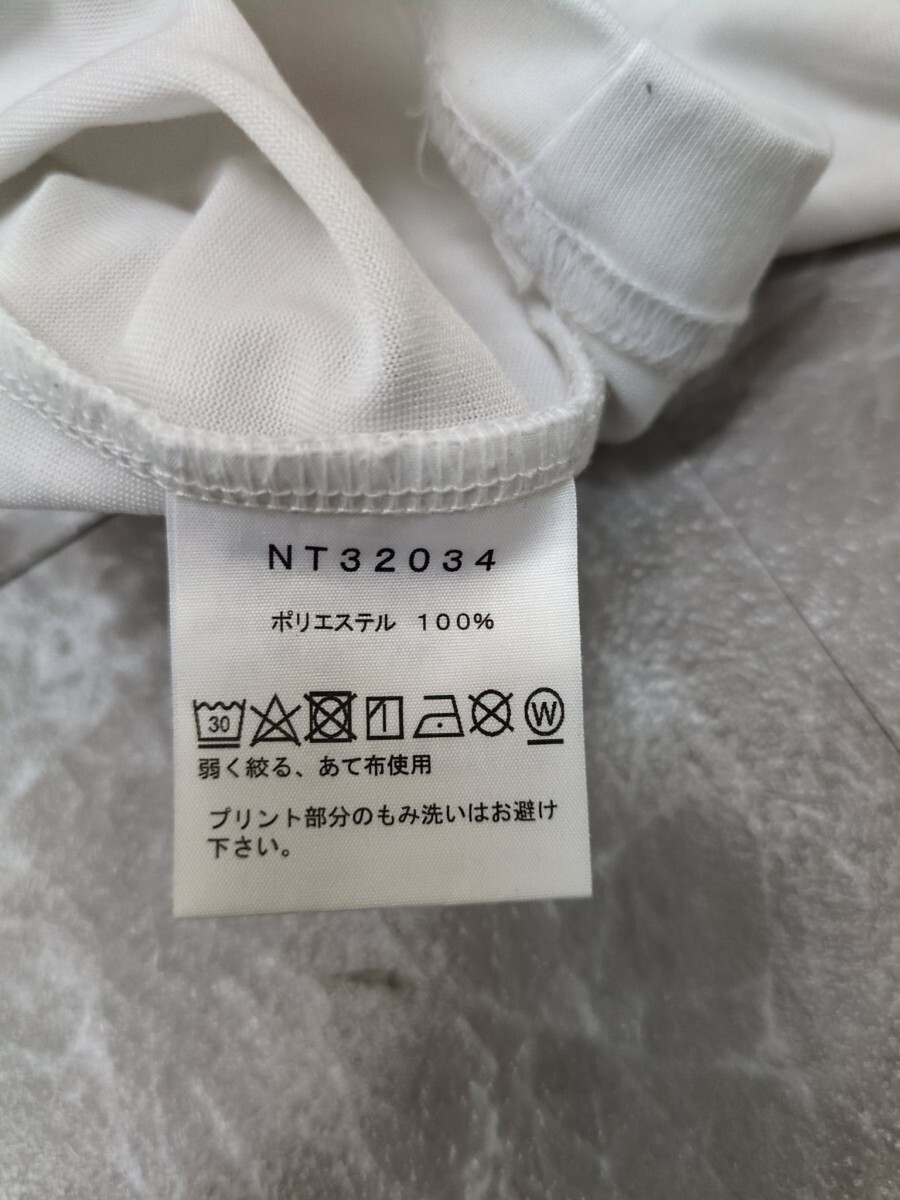 NT32034
ポリエステル 100%
30 W
弱く絞る、あて布使用
プリント部分のもみ洗いはお避け
下さい。